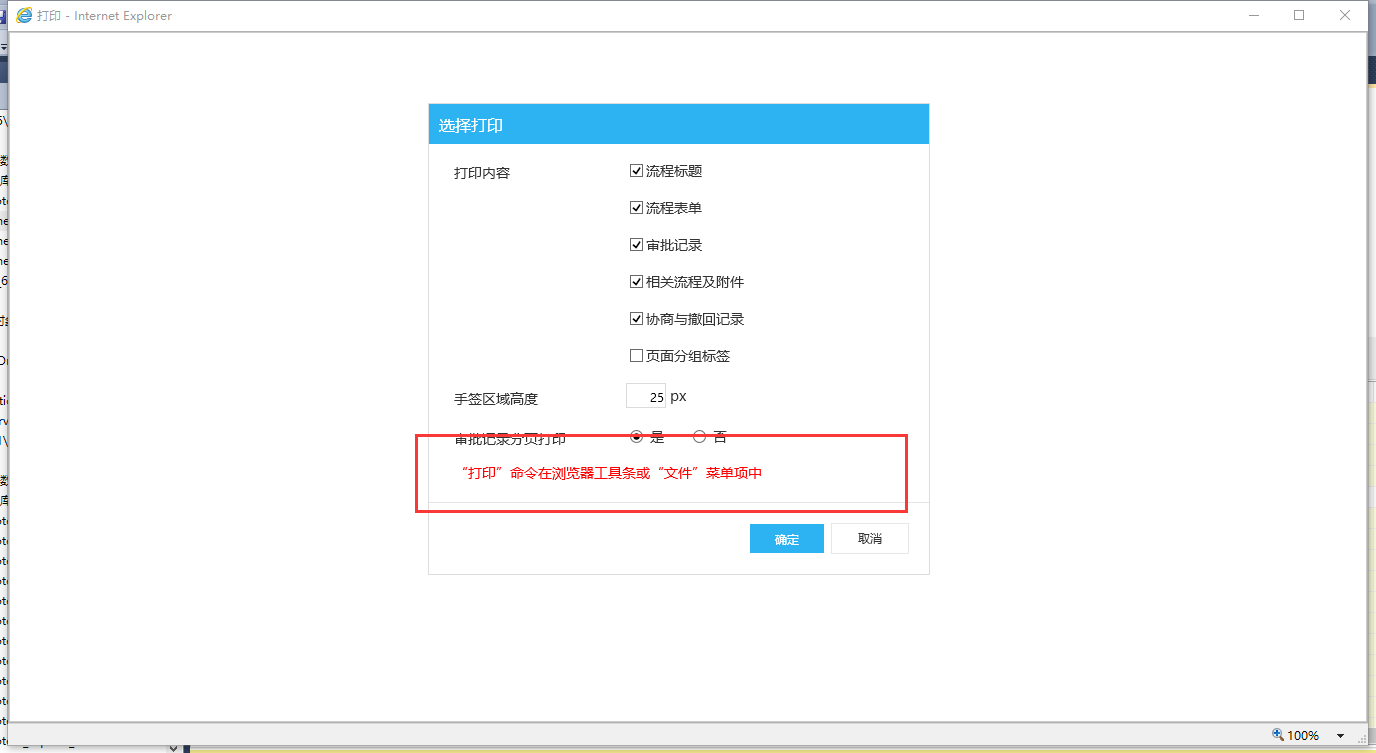 打印 - Internet Explorer
选择打印
打印内容
流程标题
流程表单
审批记录
相关流程及附件
协商与撤回记录
页面分组标签
手签区域高度 25 px
审批记录分页打印 是 否
“打印”命令在浏览器工具条或“文件”菜单项中
确定 取消
100%